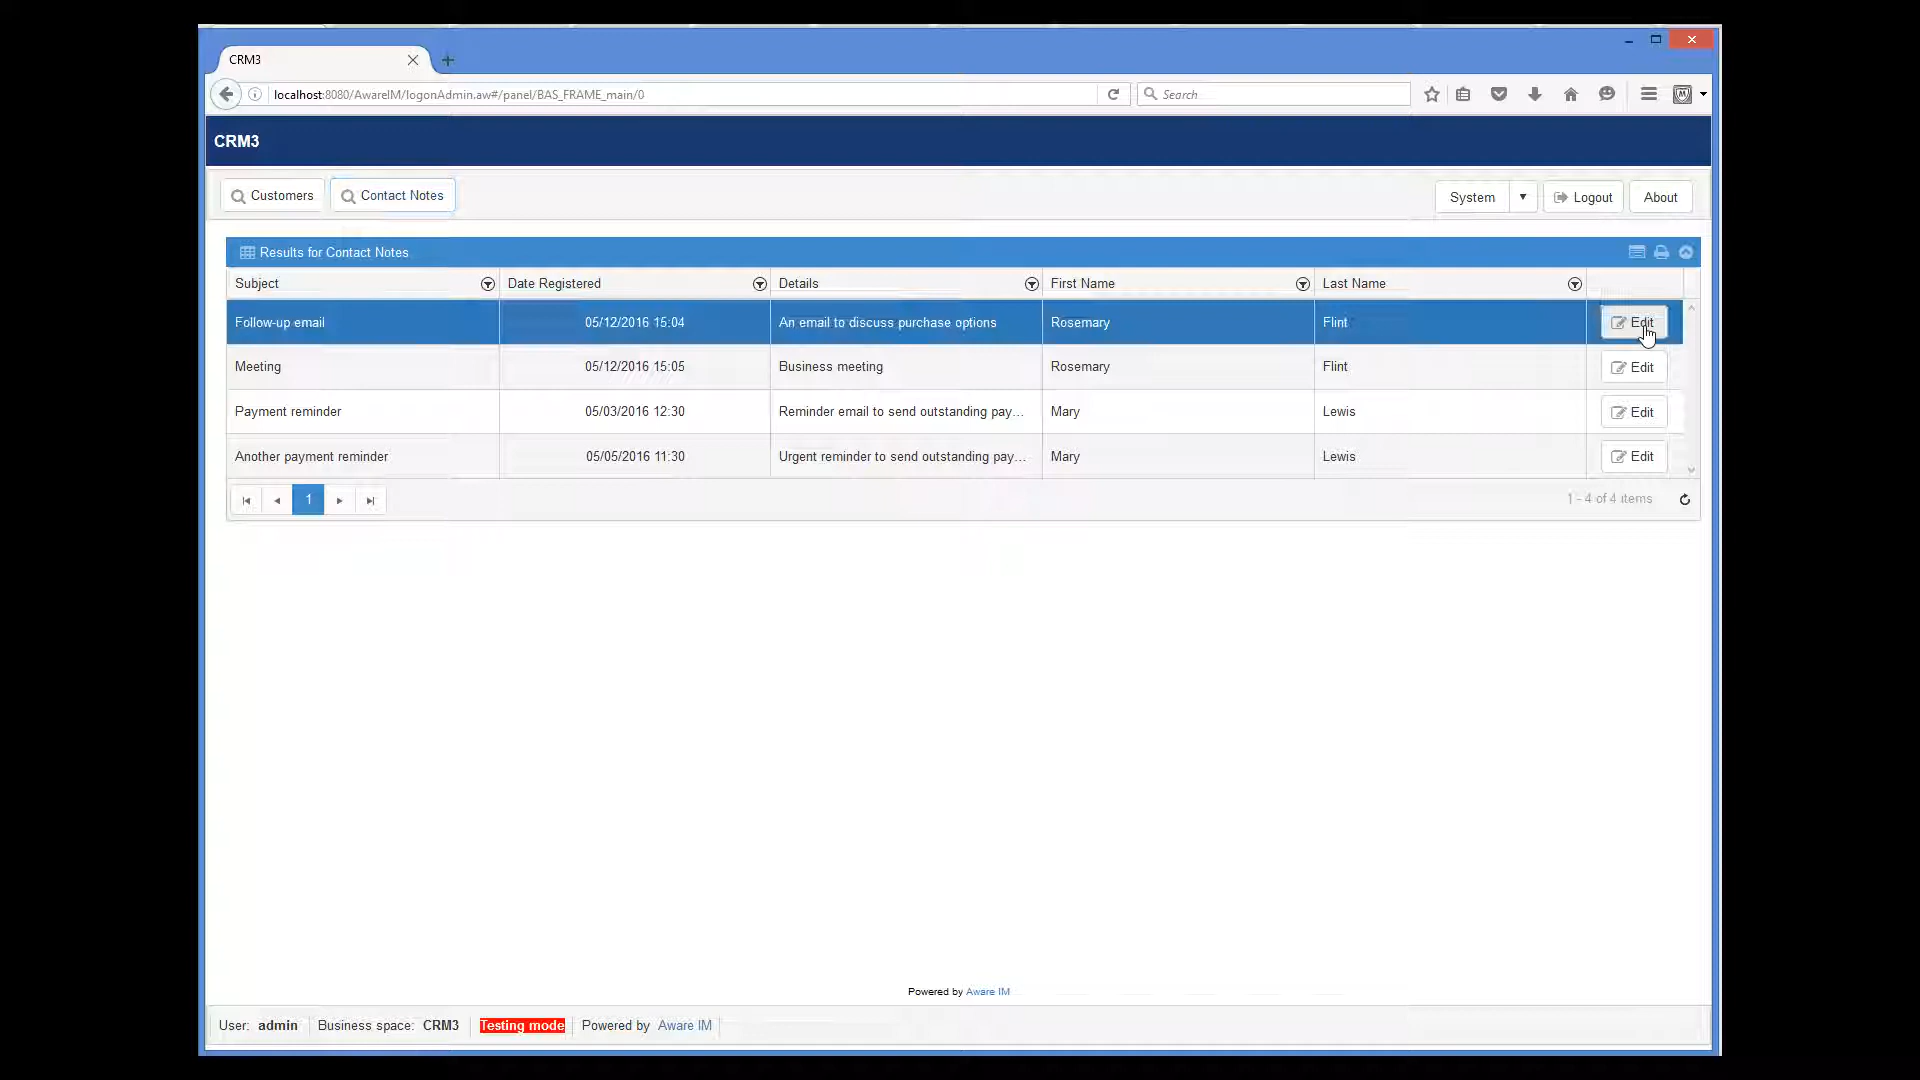 CRM3
localhost:8080/AwareIM/logonAdmin.aw#/panel/BAS_FRAME_main/0
Search
CRM3
Customers
Contact Notes
System
Logout
About
Results for Contact Notes
Subject Date Registered Details First Name Last Name
Follow-up email 05/12/2016 15:04 An email to discuss purchase options Rosemary Flint Edit
Meeting 05/12/2016 15:05 Business meeting Rosemary Flint Edit
Payment reminder 05/03/2016 12:30 Reminder email to send outstanding pay... Mary Lewis Edit
Another payment reminder 05/05/2016 11:30 Urgent reminder to send outstanding pay... Mary Lewis Edit
1
1 - 4 of 4 items
Powered by Aware IM
User: admin Business space: CRM3 Testing mode Powered by Aware IM